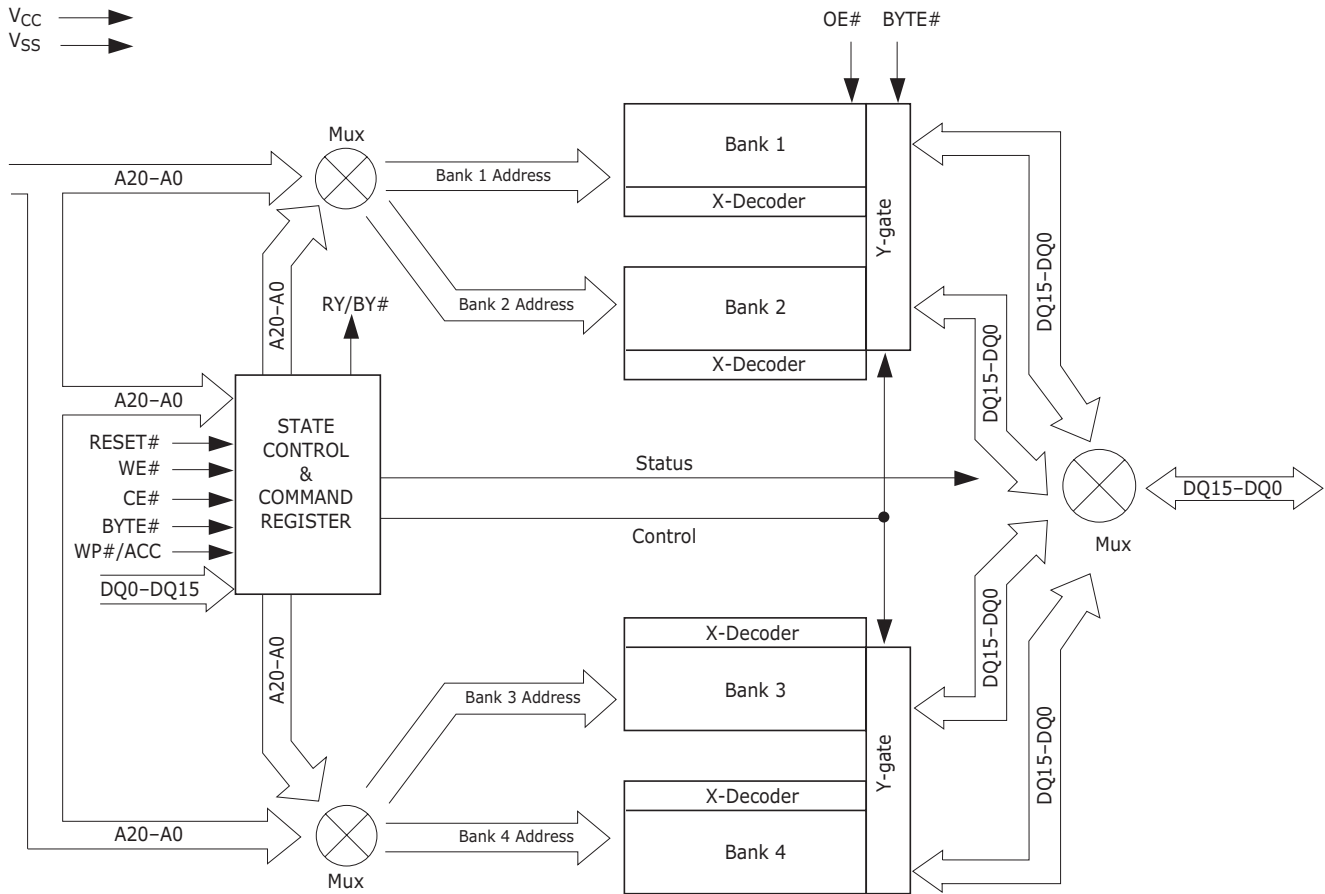 VCC
VSS
OE# BYTE#
Mux
Bank 1
A20–A0
Bank 1 Address
X-Decoder
Y-gate
DQ15–DQ0
A20–A0
RY/BY#
Bank 2 Address
Bank 2
X-Decoder
DQ15–DQ0
A20–A0
STATE
CONTROL
&
COMMAND
REGISTER
RESET#
WE#
CE#
BYTE#
WP#/ACC
DQ0–DQ15
Status
Control
DQ15–DQ0
Mux
A20–A0
X-Decoder
Bank 3
Bank 3 Address
DQ15–DQ0
Y-gate
DQ15–DQ0
X-Decoder
A20–A0
Bank 4 Address
Bank 4
Mux